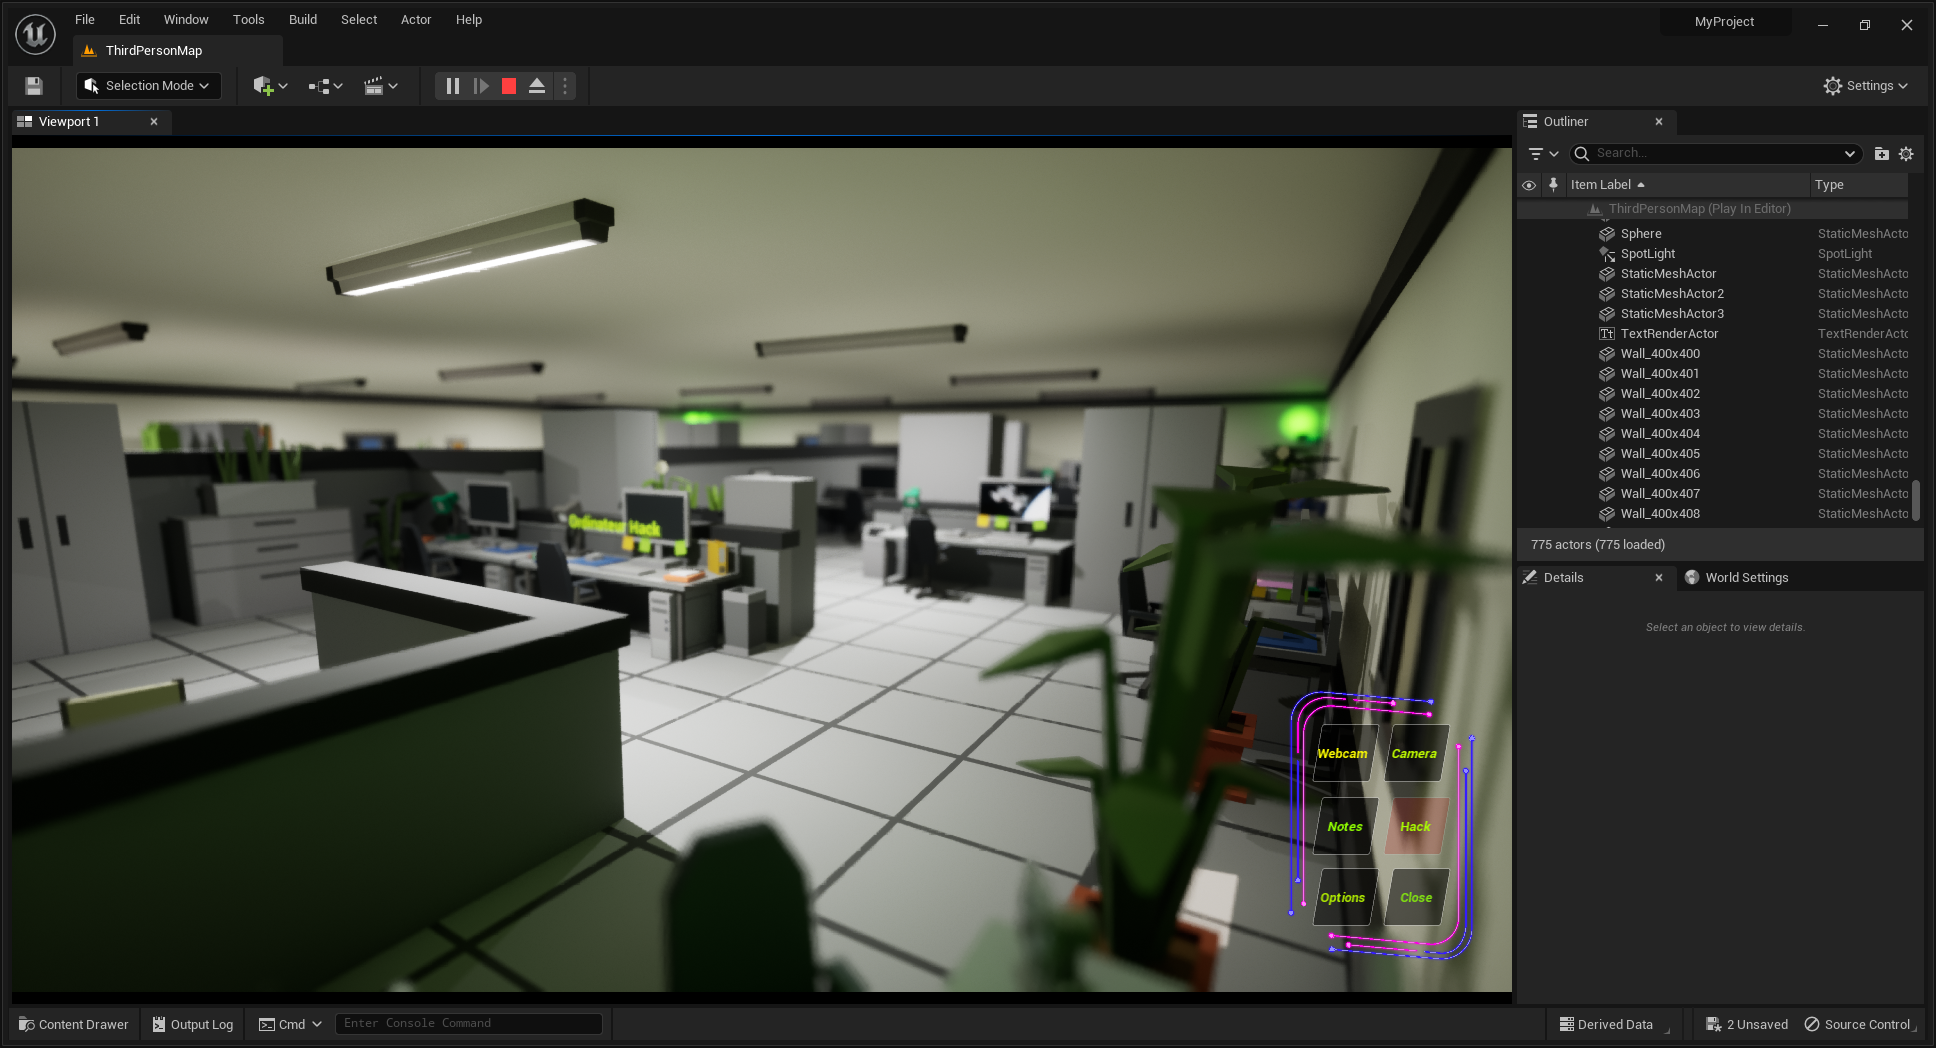 File Edit Window Tools Build Select Actor Help
MyProject
ThirdPersonMap
Selection Mode
Settings
Viewport 1
Outliner
Search...
Item Label Type
ThirdPersonMap (Play In Editor)
Sphere StaticMeshActo
SpotLight SpotLight
StaticMeshActor StaticMeshActo
StaticMeshActor2 StaticMeshActo
StaticMeshActor3 StaticMeshActo
TextRenderActor TextRenderActo
Wall_400x400 StaticMeshActo
Wall_400x401 StaticMeshActo
Wall_400x402 StaticMeshActo
Wall_400x403 StaticMeshActo
Wall_400x404 StaticMeshActo
Wall_400x405 StaticMeshActo
Wall_400x406 StaticMeshActo
Wall_400x407 StaticMeshActo
Wall_400x408 StaticMeshActo
775 actors (775 loaded)
Details World Settings
Select an object to view details.
Ordinateur Hack
Webcam Camera
Notes Hack
Options Close
Content Drawer Output Log Cmd Enter Console Command
Derived Data 2 Unsaved Source Control